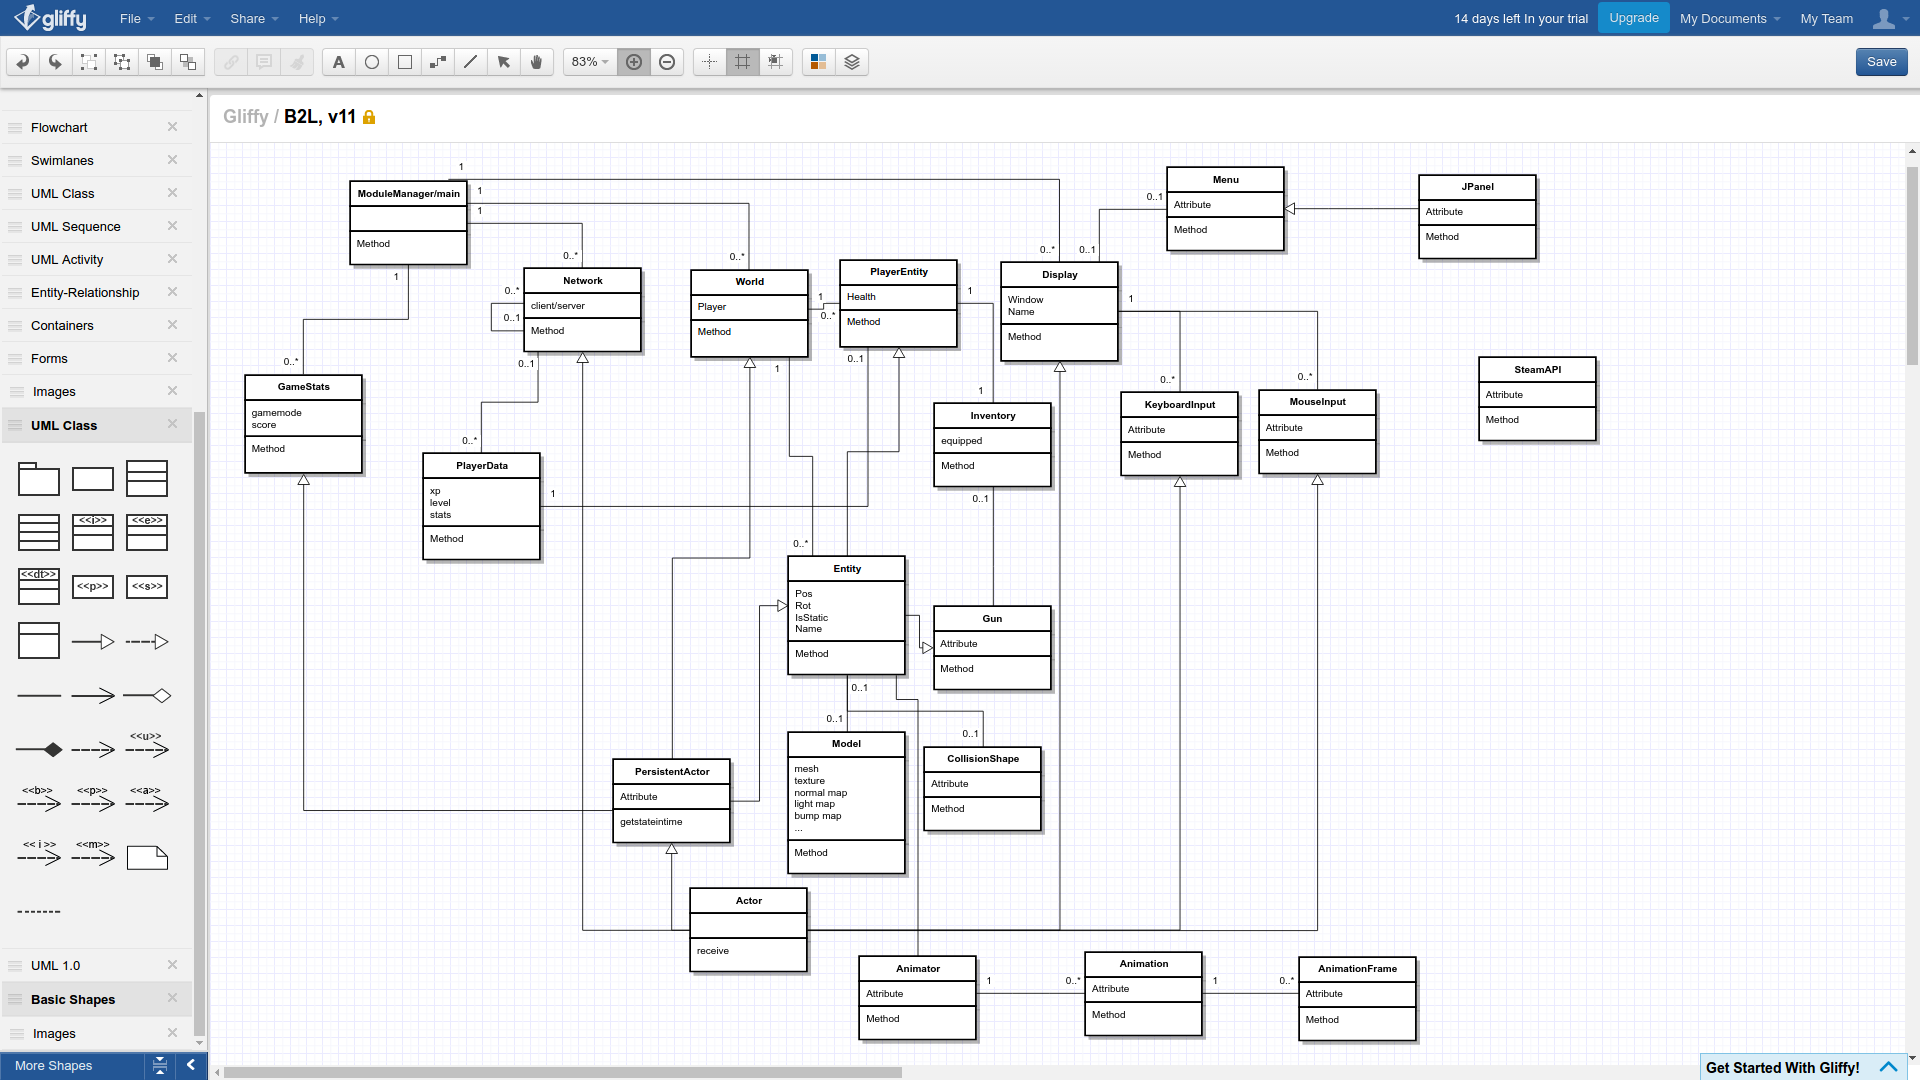 gliffy
File
Edit
Share
Help
14 days left In your trial
Upgrade
My Documents
My Team
A
83%
Save
Gliffy / B2L, v11
Flowchart
Swimlanes
UML Class
UML Sequence
UML Activity
Entity-Relationship
Containers
Forms
Images
UML Class
<<i>>
<<e>>
<<dt>>
<<p>>
<<s>>
<<u>>
<<b>>
<<p>>
<<a>>
<< i >>
<<m>>
UML 1.0
Basic Shapes
Images
More Shapes
1
ModuleManager/main
Method
1
1
1
0..*
0..*
0..*
0..1
0..1
Menu
Attribute
Method
JPanel
Attribute
Method
Network
client/server
Method
0..*
0..1
0..1
World
Player
Method
1
0..*
1
PlayerEntity
Health
Method
1
0..1
Display
Window
Name
Method
1
0..*
GameStats
gamemode
score
Method
0..*
PlayerData
xp
level
stats
Method
1
1
Inventory
equipped
Method
0..1
0..*
KeyboardInput
Attribute
Method
0..*
MouseInput
Attribute
Method
SteamAPI
Attribute
Method
0..*
Entity
Pos
Rot
IsStatic
Name
Method
0..1
Gun
Attribute
Method
0..1
Model
mesh
texture
normal map
light map
bump map
...
Method
0..1
CollisionShape
Attribute
Method
PersistentActor
Attribute
getstateintime
Actor
receive
Animator
Attribute
Method
1
0..*
Animation
Attribute
Method
1
0..*
AnimationFrame
Attribute
Method
Get Started With Gliffy!